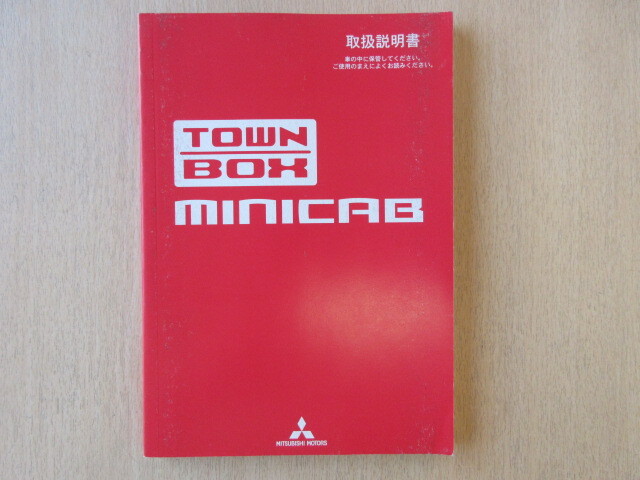 取扱説明書
車の中に保管してください。
ご使用のまえによくお読みください。
TOWN
BOX
MINICAB
MITSUBISHI MOTORS